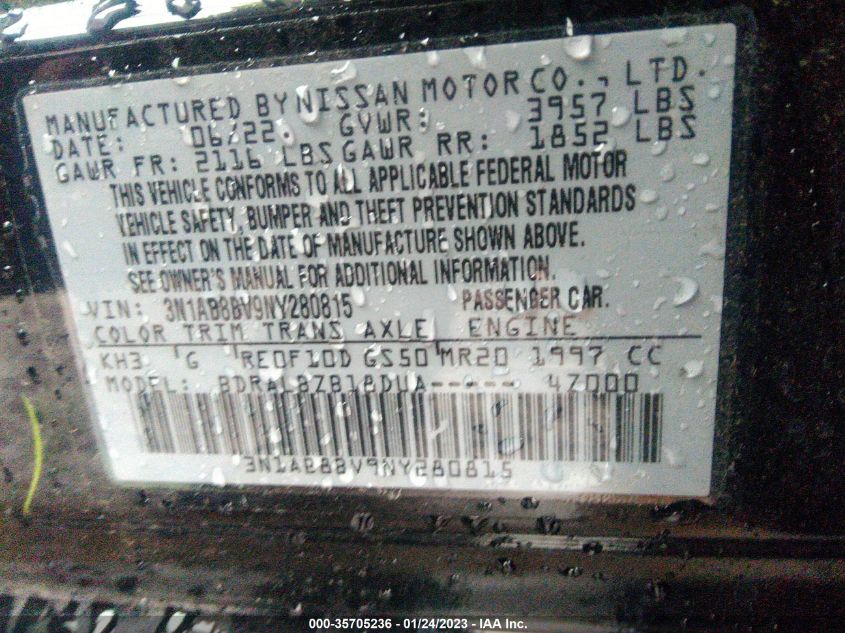 MANUFACTURED BY NISSAN MOTOR CO., LTD.
DATE: 06/22. GVWR: 3957 LBS
GAWR FR: 2116 LBS GAWR RR: 1852 LBS
THIS VEHICLE CONFORMS TO ALL APPLICABLE FEDERAL MOTOR
VEHICLE SAFETY, BUMPER AND THEFT PREVENTION STANDARDS
IN EFFECT ON THE DATE OF MANUFACTURE SHOWN ABOVE.
SEE OWNER'S MANUAL FOR ADDITIONAL INFORMATION.
VIN: 3N1AB8BV9NY280815 PASSENGER CAR.
COLOR TRIM TRANS AXLE ENGINE
KH3 G RE0F10D GS50 MR20 1997 CC
MODEL: BDRALBZB18DUA----- 47000
3N1AB8BV9NY280815
000-35705236 - 01/24/2023 - IAA Inc.